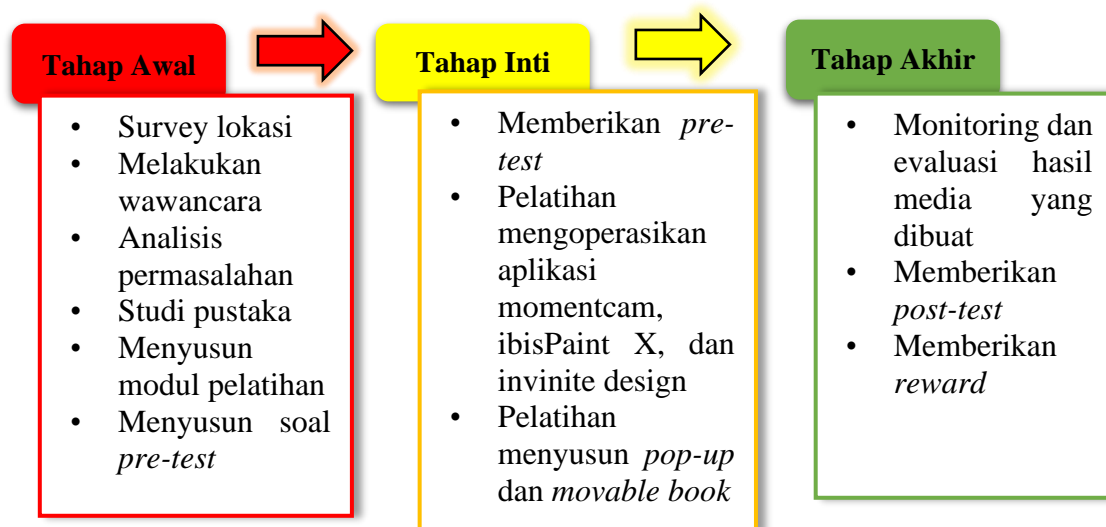 Tahap Awal
• Survey lokasi
• Melakukan
wawancara
• Analisis
permasalahan
• Studi pustaka
• Menyusun
modul pelatihan
• Menyusun soal
pre-test
Tahap Inti
• Memberikan pre-
test
• Pelatihan
mengoperasikan
aplikasi
momentcam,
ibisPaint X, dan
invinite design
• Pelatihan
menyusun pop-up
dan movable book
Tahap Akhir
• Monitoring dan
evaluasi hasil
media yang
dibuat
• Memberikan
post-test
• Memberikan
reward